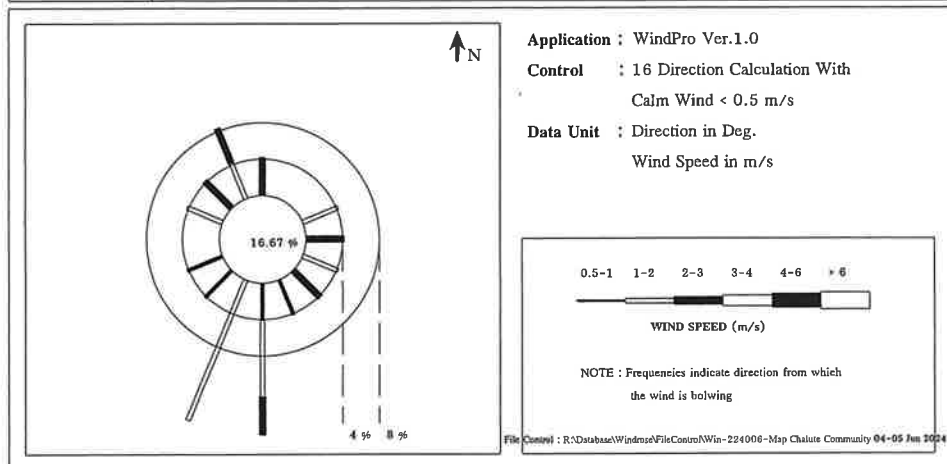 N
16.67 %
4 % 8 %
Application : WindPro Ver.1.0
Control : 16 Direction Calculation With
Calm Wind < 0.5 m/s
Data Unit : Direction in Deg.
Wind Speed in m/s
0.5-1 1-2 2-3 3-4 4-6 > 6
WIND SPEED (m/s)
NOTE : Frequencies indicate direction from which
the wind is bolwing
File Control : R:\Database\Windrose\FileControl\Win-224006-Map Chalute Community 04-05 Jun 2024